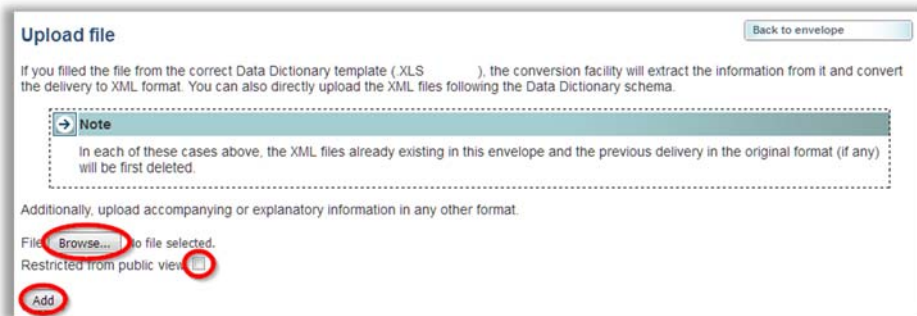 Upload file
Back to envelope
If you filled the file from the correct Data Dictionary template (.XLS ), the conversion facility will extract the information from it and convert
the delivery to XML format. You can also directly upload the XML files following the Data Dictionary schema.
Note
In each of these cases above, the XML files already existing in this envelope and the previous delivery in the original format (if any)
will be first deleted.
Additionally, upload accompanying or explanatory information in any other format.
File Browse... No file selected.
Restricted from public view
Add